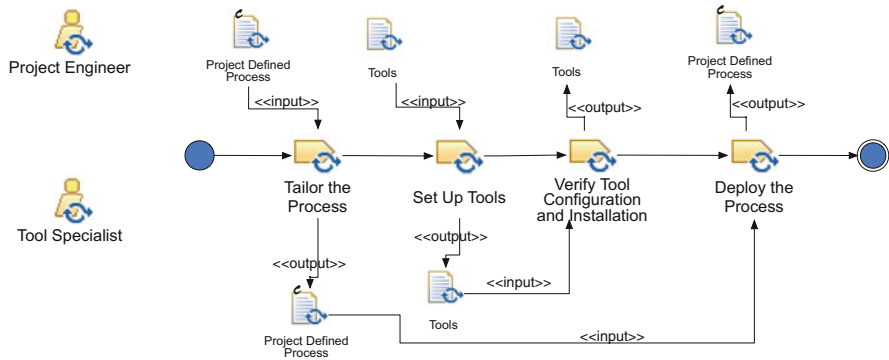 Project Engineer
Project Defined
Process
Tools
Tools
Project Defined
Process
<<input>>
<<input>>
<<output>>
<<output>>
Tailor the
Process
Set Up Tools
Verify Tool
Configuration
and Installation
Deploy the
Process
Tool Specialist
<<output>>
<<output>>
<<input>>
Project Defined
Process
Tools
<<input>>